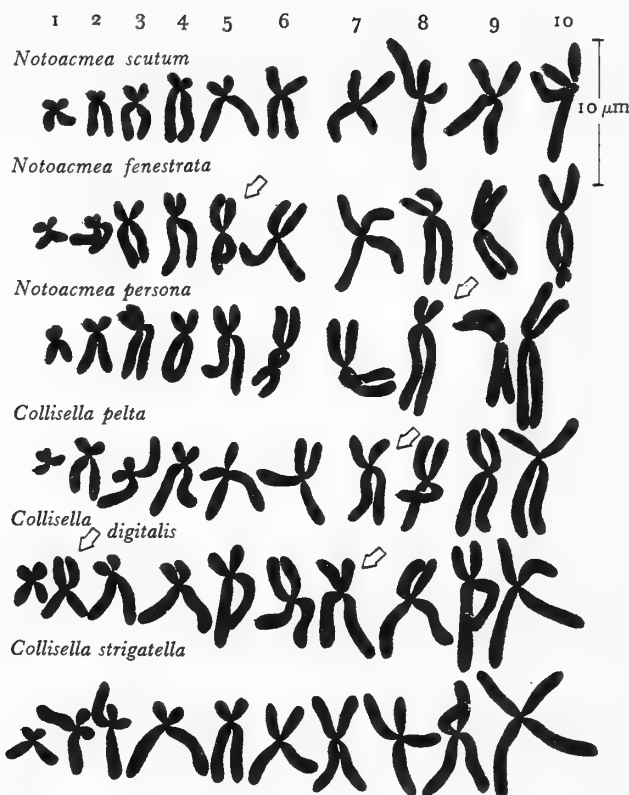 1 2 3 4 5 6 7 8 9 10
Notoacmea scutum
10 μm
Notoacmea fenestrata
Notoacmea persona
Collisella pelta
Collisella digitalis
Collisella strigatella